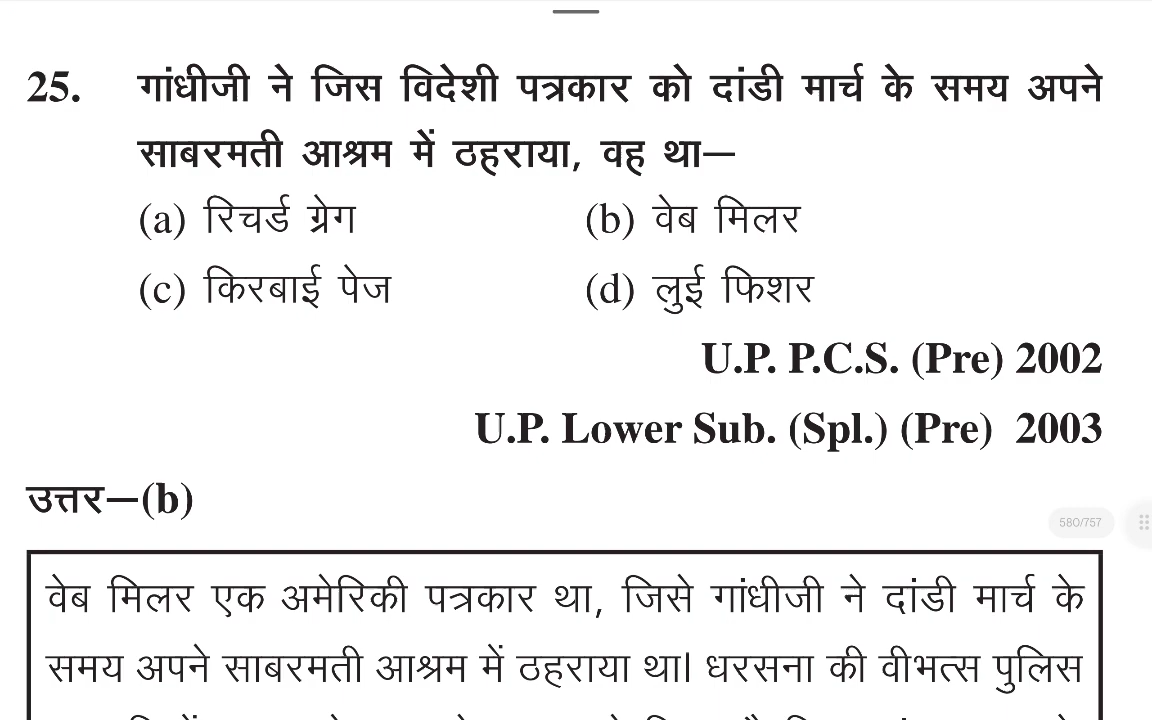 25. गांधीजी ने जिस विदेशी पत्रकार को दांडी मार्च के समय अपने
साबरमती आश्रम में ठहराया, वह था—
(a) रिचर्ड ग्रेग (b) वेब मिलर
(c) किरबाई पेज (d) लुई फिशर
U.P. P.C.S. (Pre) 2002
U.P. Lower Sub. (Spl.) (Pre) 2003
उत्तर—(b)
580/757
वेब मिलर एक अमेरिकी पत्रकार था, जिसे गांधीजी ने दांडी मार्च के
समय अपने साबरमती आश्रम में ठहराया था। धरसना की वीभत्स पुलिस